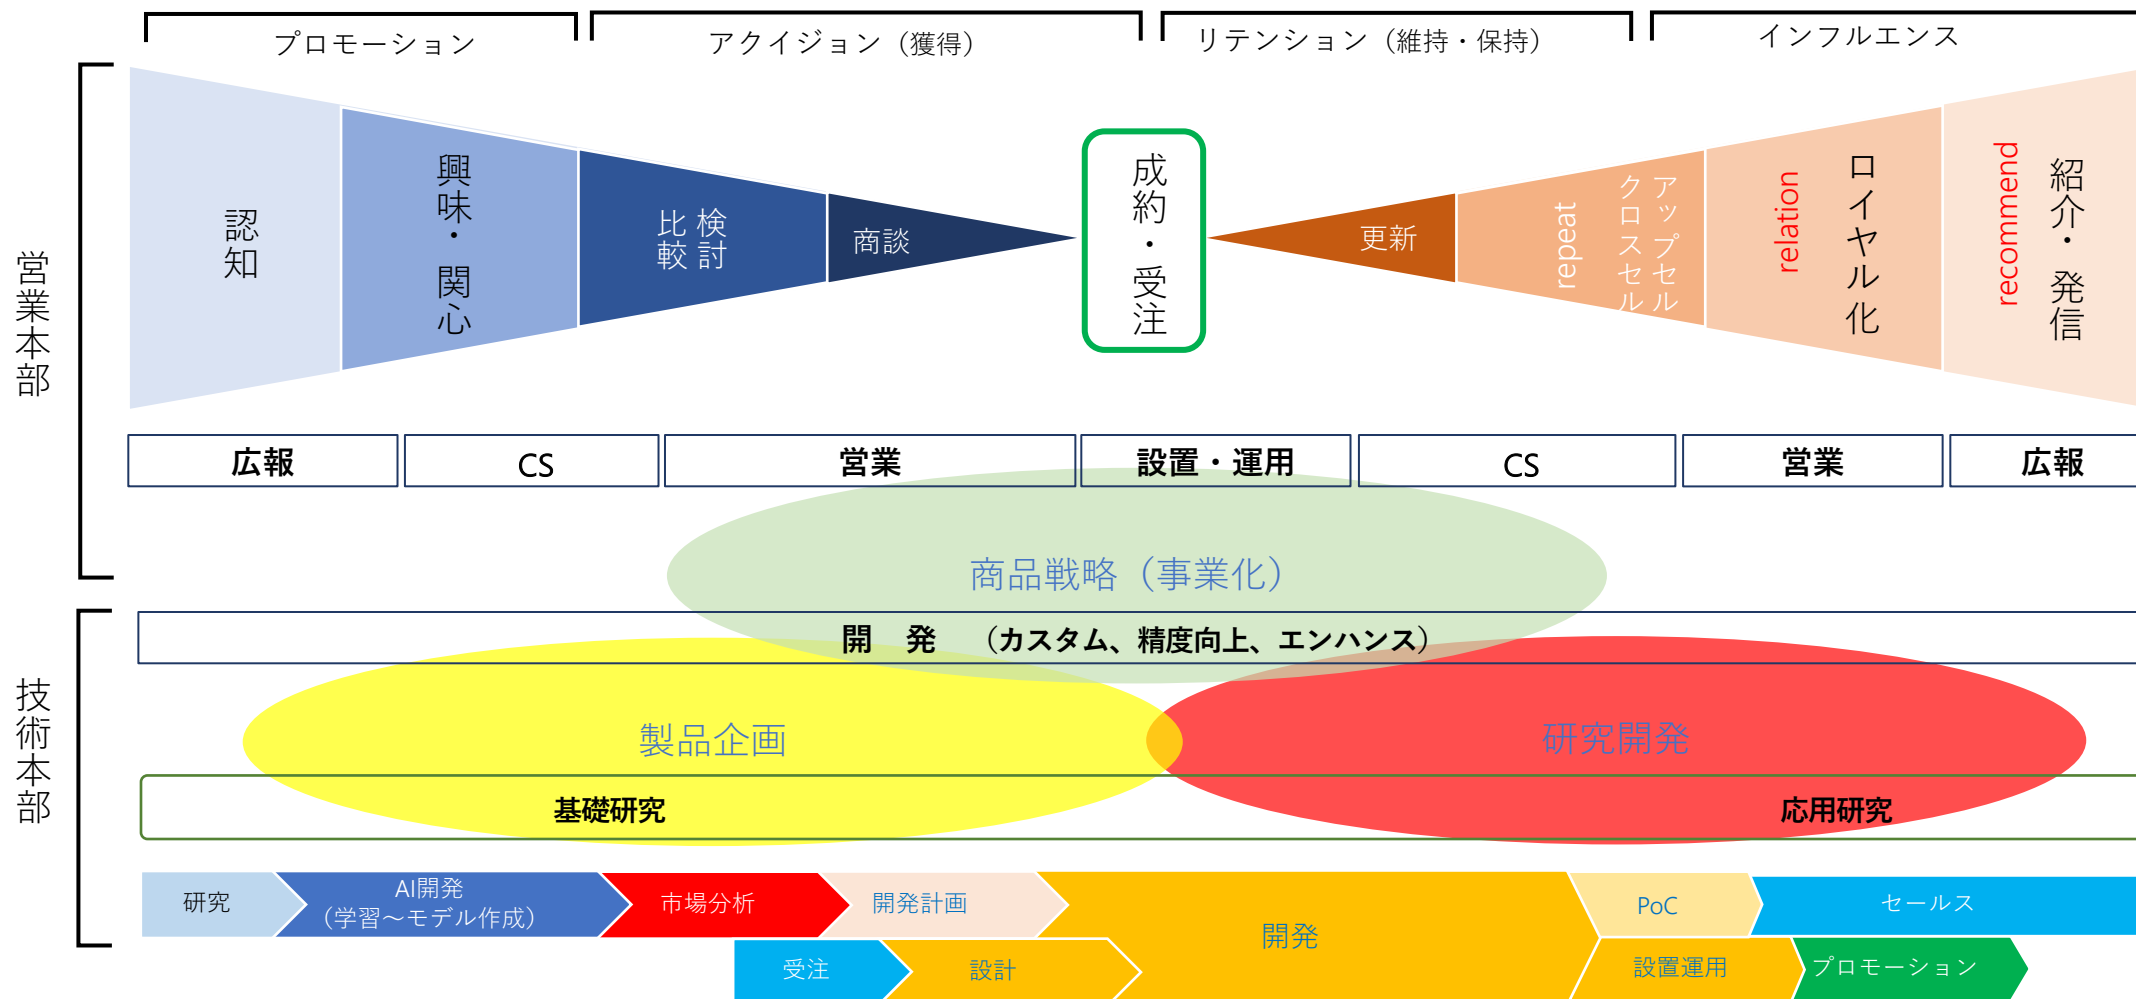 プロモーション
アクイジョン（獲得）
リテンション（維持・保持）
インフルエンス
営業本部
認知
興味・関心
比較
検討
商談
成約・受注
更新
repeat
アップセル
クロスセル
relation
ロイヤル化
recommend
紹介・発信
広報
CS
営業
設置・運用
CS
営業
広報
商品戦略（事業化）
技術本部
開　発　（カスタム、精度向上、エンハンス）
製品企画
研究開発
基礎研究
応用研究
研究
AI開発
（学習～モデル作成）
市場分析
開発計画
開発
PoC
セールス
受注
設計
設置運用
プロモーション